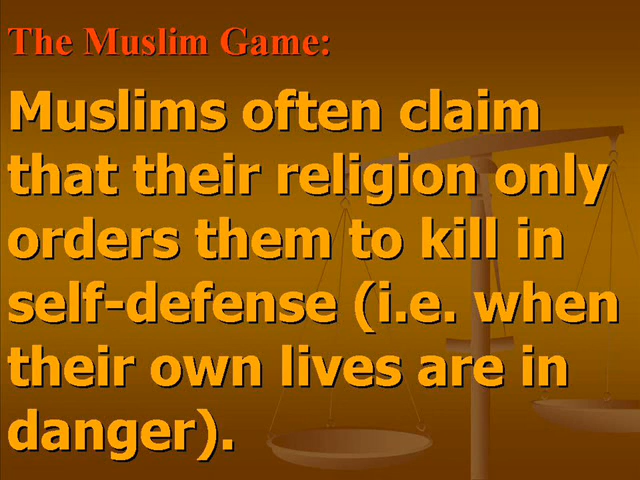 The Muslim Game:
Muslims often claim
that their religion only
orders them to kill in
self-defense (i.e. when
their own lives are in
danger).